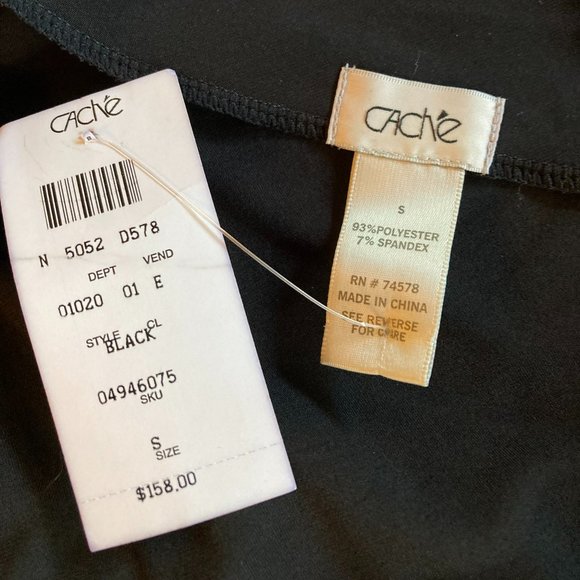 CAChé
N 5052 D578
DEPT VEND
01020 01 E
STYLE CL
BLACK
04946075
SKU
S
SIZE
$158.00
CAChé
S
93%POLYESTER
7% SPANDEX
RN # 74578
MADE IN CHINA
SEE REVERSE
FOR CARE